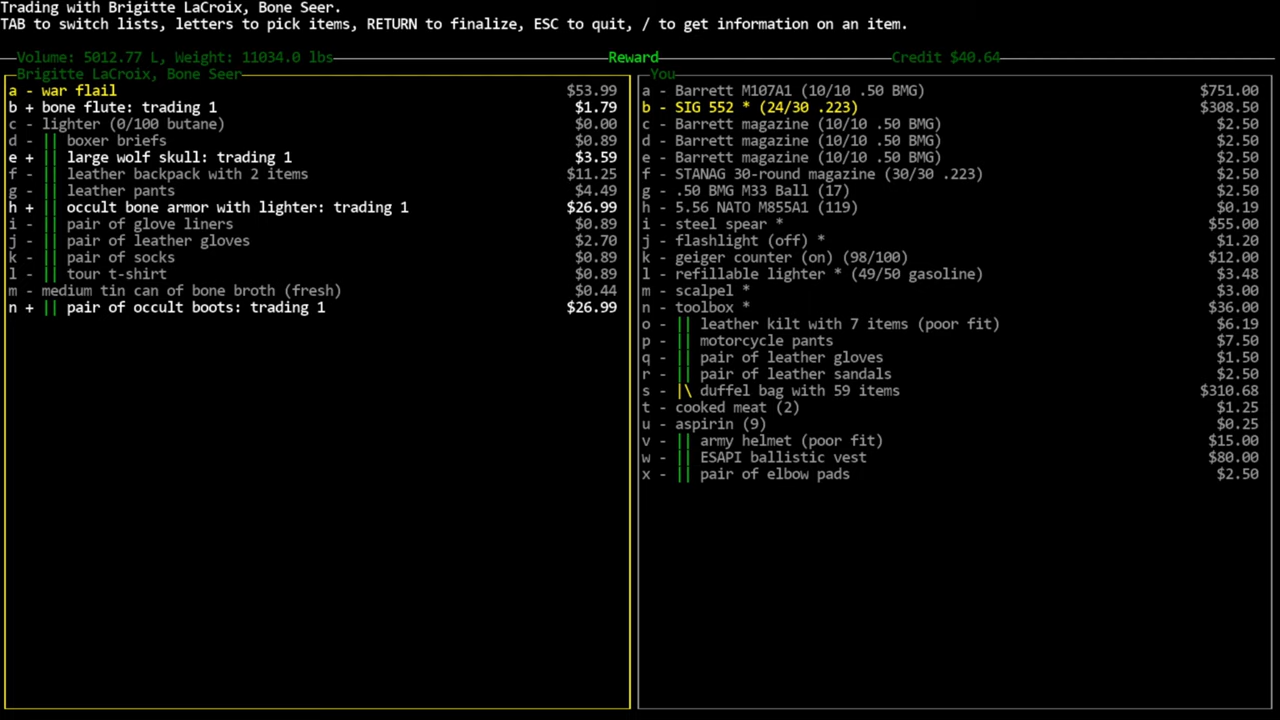 Trading with Brigitte LaCroix, Bone Seer.
TAB to switch lists, letters to pick items, RETURN to finalize, ESC to quit, / to get information on an item.
Volume: 5012.77 L, Weight: 11034.0 lbs Reward Credit $40.64
Brigitte LaCroix, Bone Seer
a - war flail $53.99
b + bone flute: trading 1 $1.79
c - lighter (0/100 butane) $0.00
d - || boxer briefs $0.89
e + || large wolf skull: trading 1 $3.59
f - || leather backpack with 2 items $11.25
g - || leather pants $4.49
h + || occult bone armor with lighter: trading 1 $26.99
i - || pair of glove liners $0.89
j - || pair of leather gloves $2.70
k - || pair of socks $0.89
l - || tour t-shirt $0.89
m - medium tin can of bone broth (fresh) $0.44
n + || pair of occult boots: trading 1 $26.99
You
a - Barrett M107A1 (10/10 .50 BMG) $751.00
b - SIG 552 * (24/30 .223) $308.50
c - Barrett magazine (10/10 .50 BMG) $2.50
d - Barrett magazine (10/10 .50 BMG) $2.50
e - Barrett magazine (10/10 .50 BMG) $2.50
f - STANAG 30-round magazine (30/30 .223) $2.50
g - .50 BMG M33 Ball (17) $2.50
h - 5.56 NATO M855A1 (119) $0.19
i - steel spear * $55.00
j - flashlight (off) * $1.20
k - geiger counter (on) (98/100) $12.00
l - refillable lighter * (49/50 gasoline) $3.48
m - scalpel * $3.00
n - toolbox * $36.00
o - || leather kilt with 7 items (poor fit) $6.19
p - || motorcycle pants $7.50
q - || pair of leather gloves $1.50
r - || pair of leather sandals $2.50
s - |\ duffel bag with 59 items $310.68
t - cooked meat (2) $1.25
u - aspirin (9) $0.25
v - || army helmet (poor fit) $15.00
w - || ESAPI ballistic vest $80.00
x - || pair of elbow pads $2.50